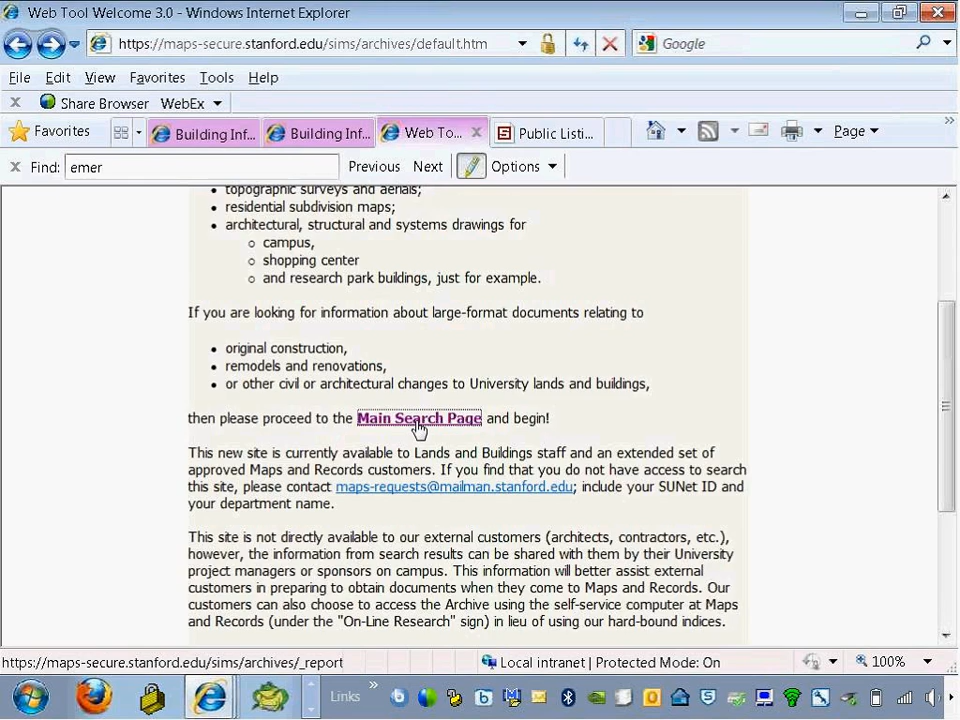 Web Tool Welcome 3.0 - Windows Internet Explorer
https://maps-secure.stanford.edu/sims/archives/default.htm
Google
File Edit View Favorites Tools Help
x Share Browser WebEx
Favorites Building Inf... Building Inf... Web To... x Public Listi... Page »
x Find: emer Previous Next Options
• topographic surveys and aerials;
• residential subdivision maps;
• architectural, structural and systems drawings for
o campus,
o shopping center
o and research park buildings, just for example.
If you are looking for information about large-format documents relating to
• original construction,
• remodels and renovations,
• or other civil or architectural changes to University lands and buildings,
then please proceed to the Main Search Page and begin!
This new site is currently available to Lands and Buildings staff and an extended set of
approved Maps and Records customers. If you find that you do not have access to search
this site, please contact maps-requests@mailman.stanford.edu; include your SUNet ID and
your department name.
This site is not directly available to our external customers (architects, contractors, etc.),
however, the information from search results can be shared with them by their University
project managers or sponsors on campus. This information will better assist external
customers in preparing to obtain documents when they come to Maps and Records. Our
customers can also choose to access the Archive using the self-service computer at Maps
and Records (under the "On-Line Research" sign) in lieu of using our hard-bound indices.
https://maps-secure.stanford.edu/sims/archives/_report Local intranet | Protected Mode: On 100%
Links »